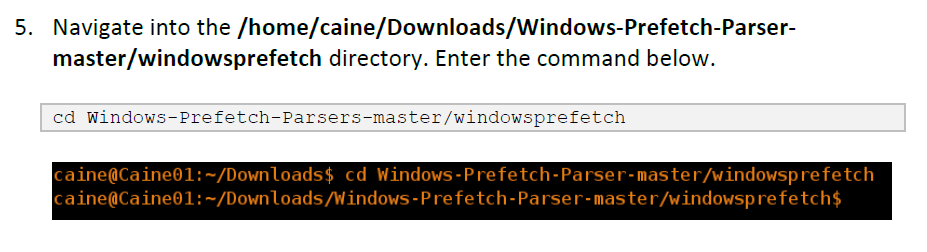 5. Navigate into the /home/caine/Downloads/Windows-Prefetch-Parser-
master/windowsprefetch directory. Enter the command below.
cd Windows-Prefetch-Parsers-master/windowsprefetch
caine@Caine01:~/Downloads$ cd Windows-Prefetch-Parser-master/windowsprefetch
caine@Caine01:~/Downloads/Windows-Prefetch-Parser-master/windowsprefetch$